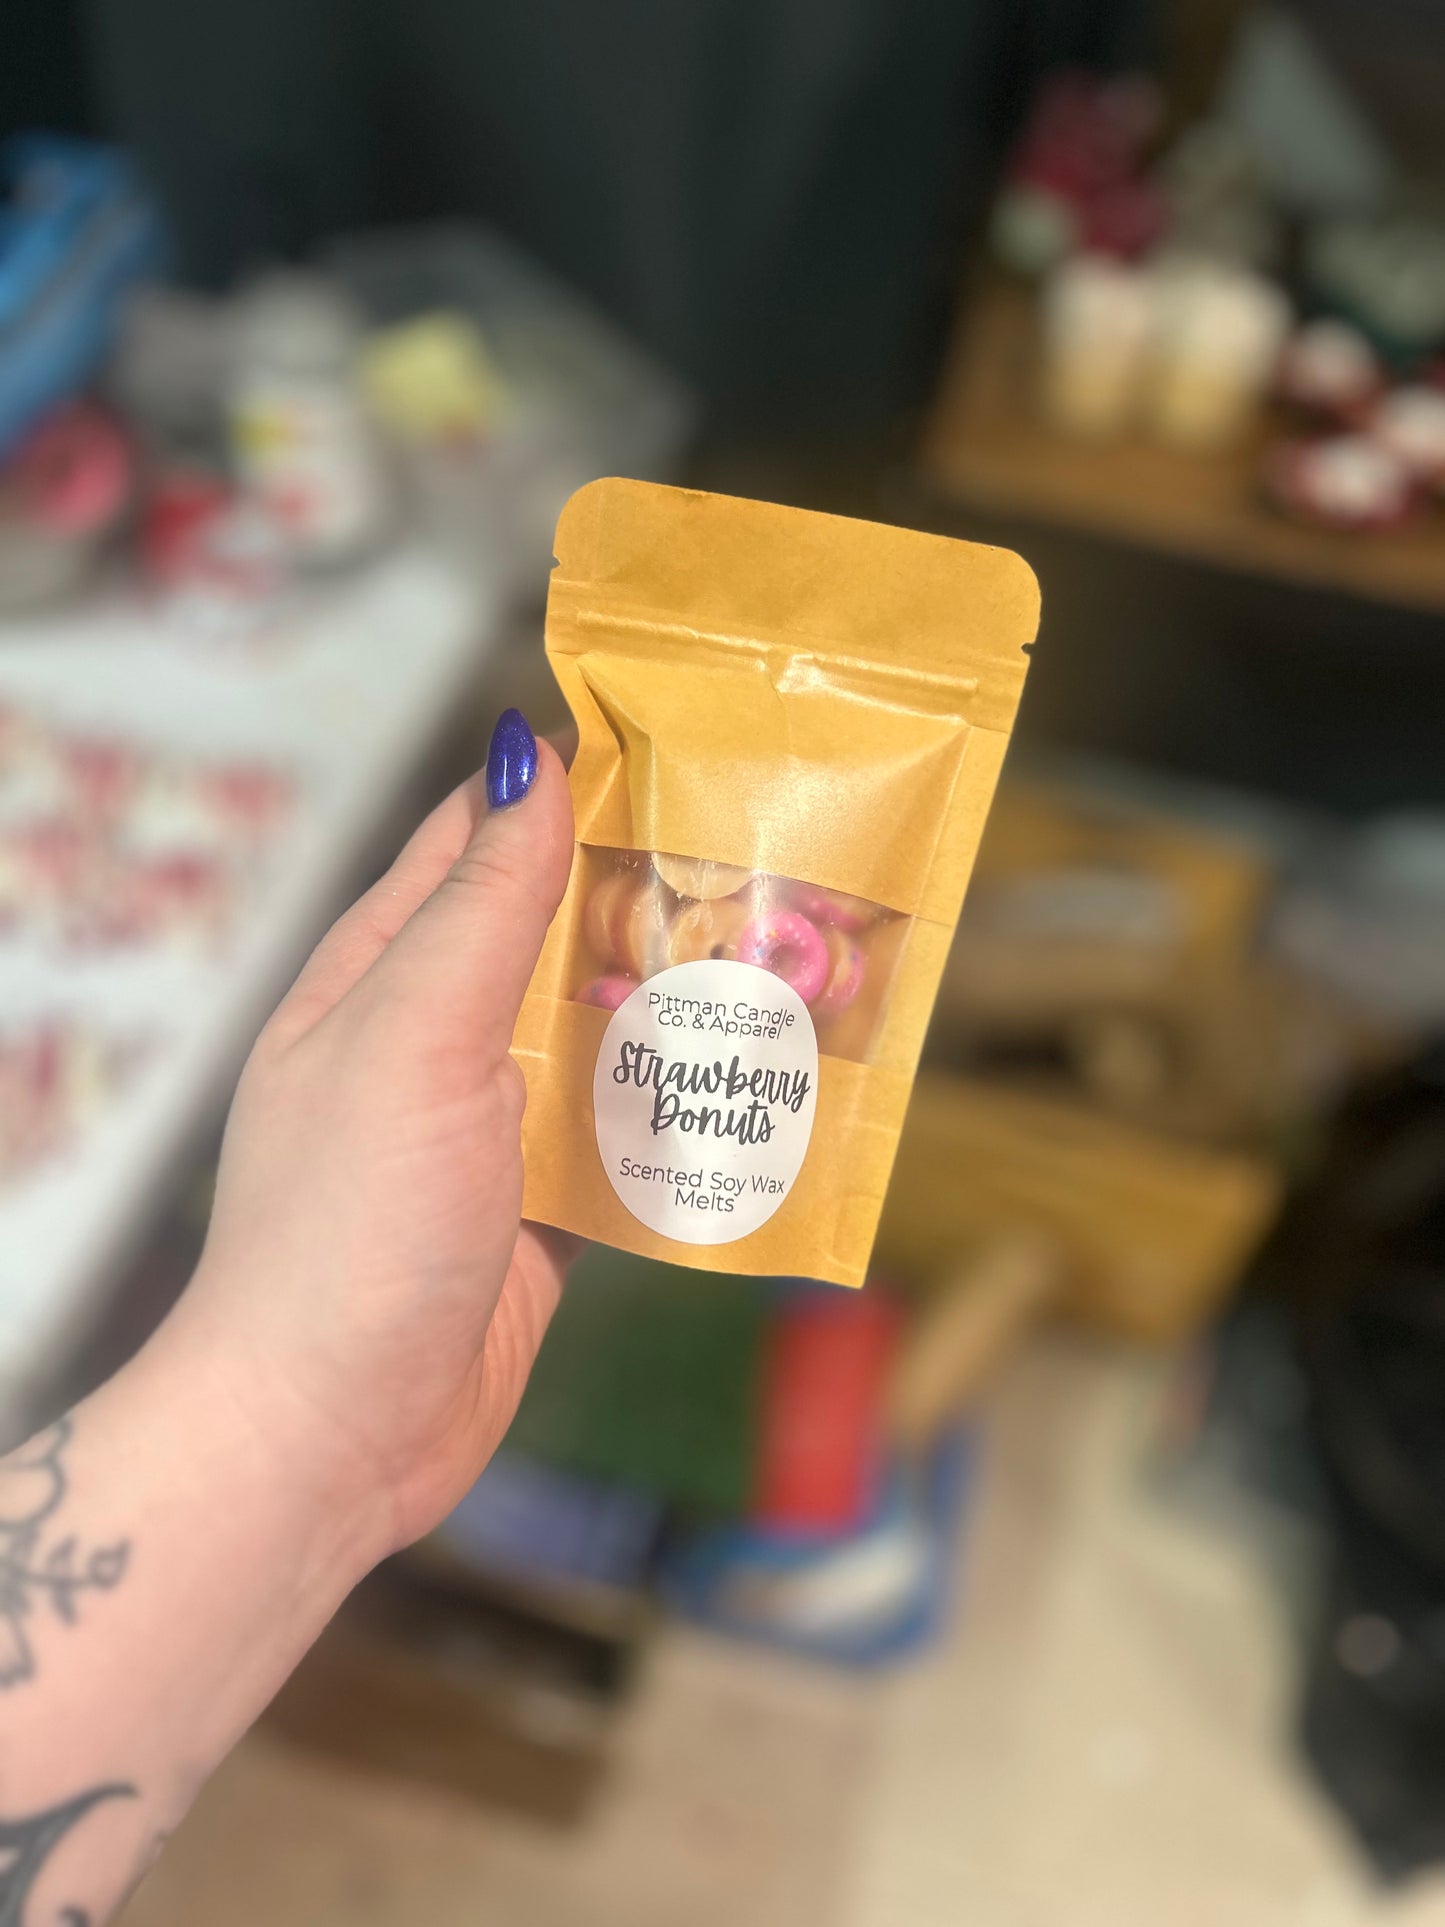 Pittman Candle
Co. & Apparel
Strawberry
Donuts
Scented Soy Wax
Melts